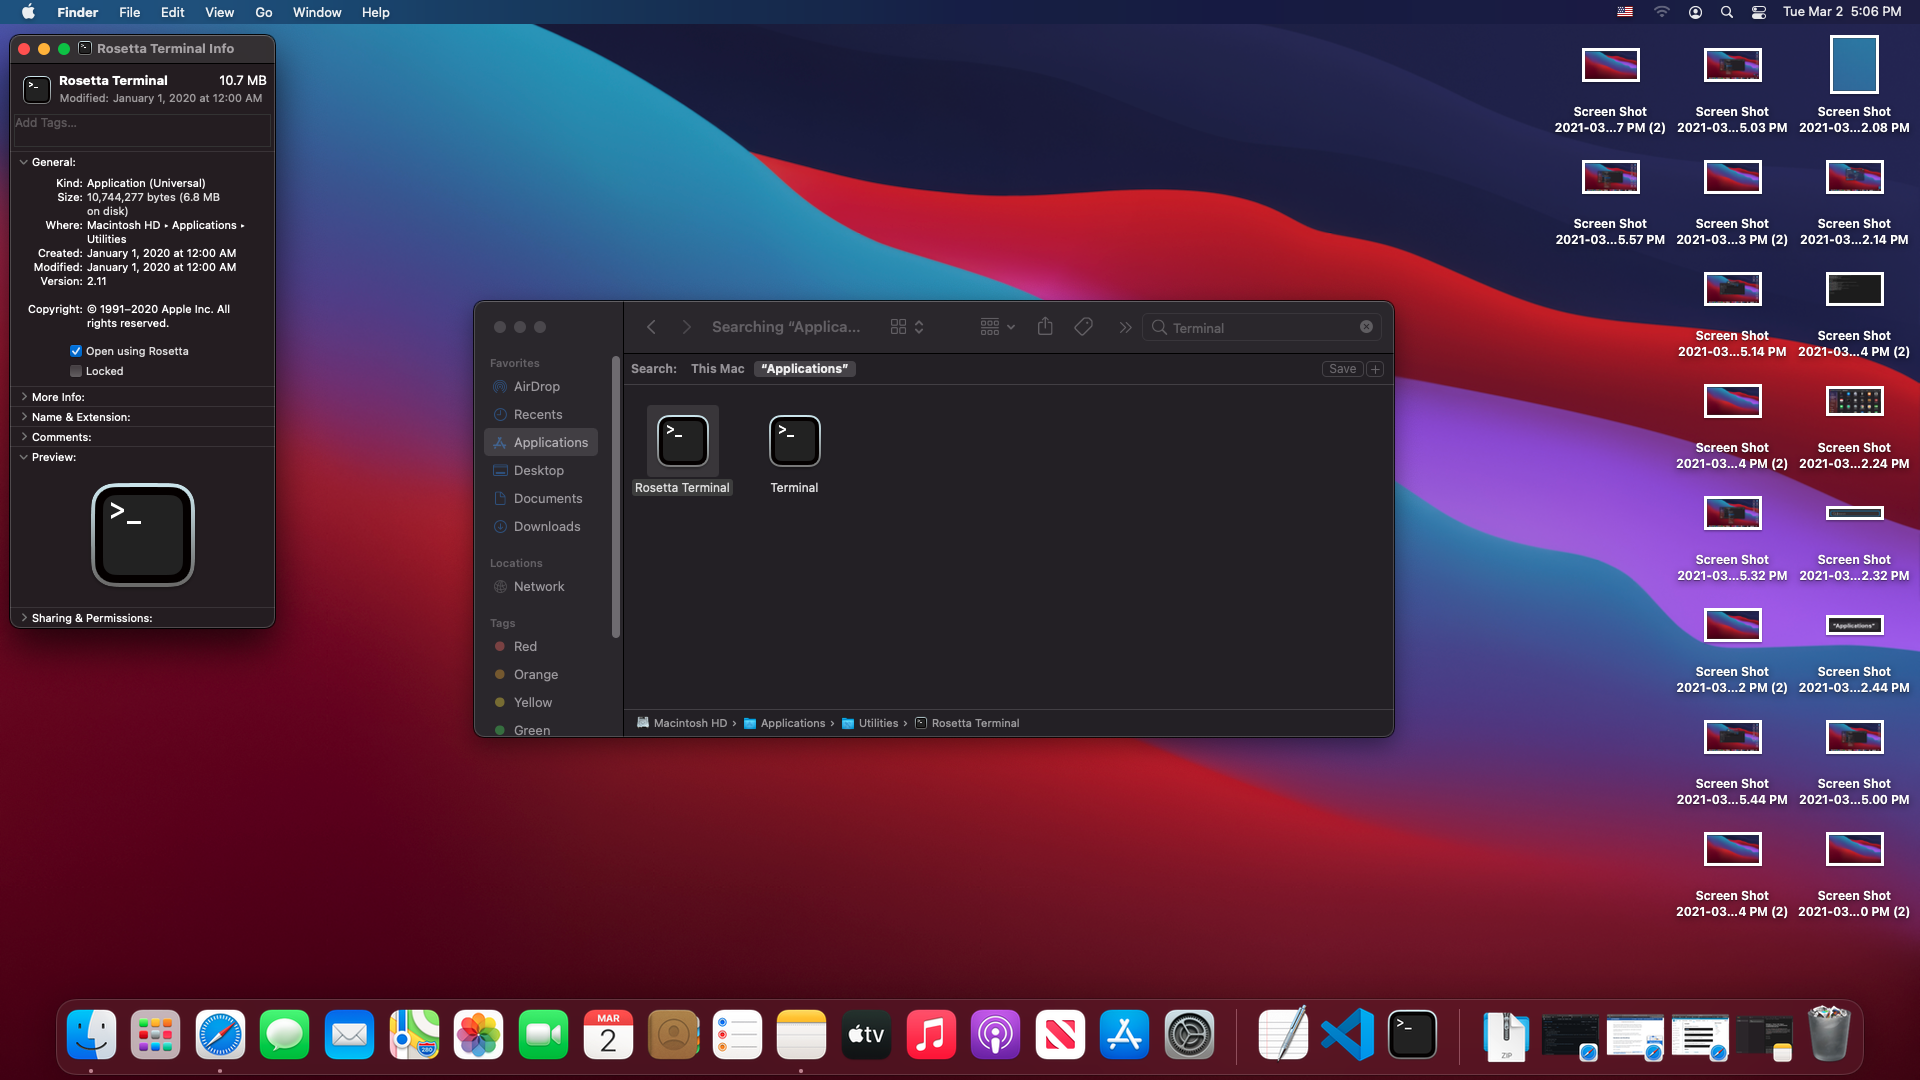 Finder File Edit View Go Window Help
Tue Mar 2 5:06 PM
Rosetta Terminal Info
Rosetta Terminal 10.7 MB
Modified: January 1, 2020 at 12:00 AM
Add Tags...
General:
Kind: Application (Universal)
Size: 10,744,277 bytes (6.8 MB
on disk)
Where: Macintosh HD ▸ Applications ▸
Utilities
Created: January 1, 2020 at 12:00 AM
Modified: January 1, 2020 at 12:00 AM
Version: 2.11
Copyright: © 1991–2020 Apple Inc. All
rights reserved.
Open using Rosetta
Locked
More Info:
Name & Extension:
Comments:
Preview:
>_
Sharing & Permissions:
Searching “Applica...
Terminal
Search: This Mac “Applications” Save +
Favorites
AirDrop
Recents
Applications
Desktop
Documents
Downloads
Locations
Network
Tags
Red
Orange
Yellow
Green
>_ >_
Rosetta Terminal Terminal
Macintosh HD › Applications › Utilities › Rosetta Terminal
Screen Shot Screen Shot Screen Shot
2021-03...7 PM (2) 2021-03...5.03 PM 2021-03...2.08 PM
Screen Shot Screen Shot Screen Shot
2021-03...5.57 PM 2021-03...3 PM (2) 2021-03...2.14 PM
Screen Shot Screen Shot
2021-03...5.14 PM 2021-03...4 PM (2)
Screen Shot Screen Shot
2021-03...4 PM (2) 2021-03...2.24 PM
Screen Shot Screen Shot
2021-03...5.32 PM 2021-03...2.32 PM
“Applications”
Screen Shot Screen Shot
2021-03...2 PM (2) 2021-03...2.44 PM
Screen Shot Screen Shot
2021-03...5.44 PM 2021-03...5.00 PM
Screen Shot Screen Shot
2021-03...4 PM (2) 2021-03...0 PM (2)
280
MAR
2
tv
>_
ZIP